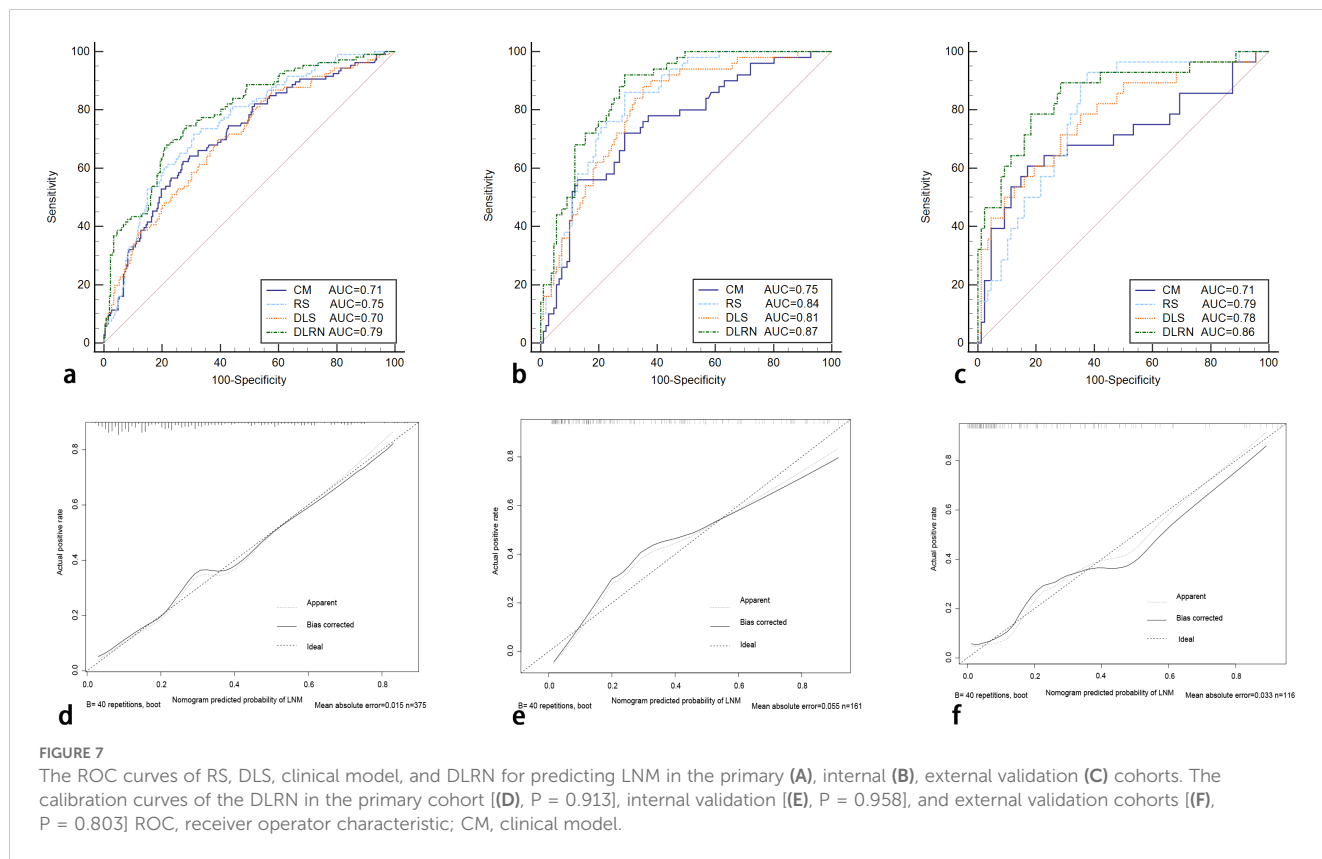 100
80
60
40
20
0
Sensitivity
CM AUC=0.71
RS AUC=0.75
DLS AUC=0.70
DLRN AUC=0.79
0 20 40 60 80 100
100-Specificity
a
100
80
60
40
20
0
Sensitivity
CM AUC=0.75
RS AUC=0.84
DLS AUC=0.81
DLRN AUC=0.87
0 20 40 60 80 100
100-Specificity
b
100
80
60
40
20
0
Sensitivity
CM AUC=0.71
RS AUC=0.79
DLS AUC=0.78
DLRN AUC=0.86
0 20 40 60 80 100
100-Specificity
c
0.8
0.6
0.4
0.2
0.0
Actual positive rate
Apparent
Bias corrected
Ideal
0.0 0.2 0.4 0.6 0.8
Nomogram predicted probability of LNM
B= 40 repetitions, boot
Mean absolute error=0.015 n=375
d
0.8
0.6
0.4
0.2
0.0
Actual positive rate
Apparent
Bias corrected
Ideal
0.0 0.2 0.4 0.6 0.8
Nomogram predicted probability of LNM
B= 40 repetitions, boot
Mean absolute error=0.055 n=161
e
0.8
0.6
0.4
0.2
0.0
Actual positive rate
Apparent
Bias corrected
Ideal
0.0 0.2 0.4 0.6 0.8
Nomogram predicted probability of LNM
B= 40 repetitions, boot
Mean absolute error=0.033 n=116
f
FIGURE 7
The ROC curves of RS, DLS, clinical model, and DLRN for predicting LNM in the primary (A), internal (B), external validation (C) cohorts. The
calibration curves of the DLRN in the primary cohort [(D), P = 0.913], internal validation [(E), P = 0.958], and external validation cohorts [(F),
P = 0.803] ROC, receiver operator characteristic; CM, clinical model.